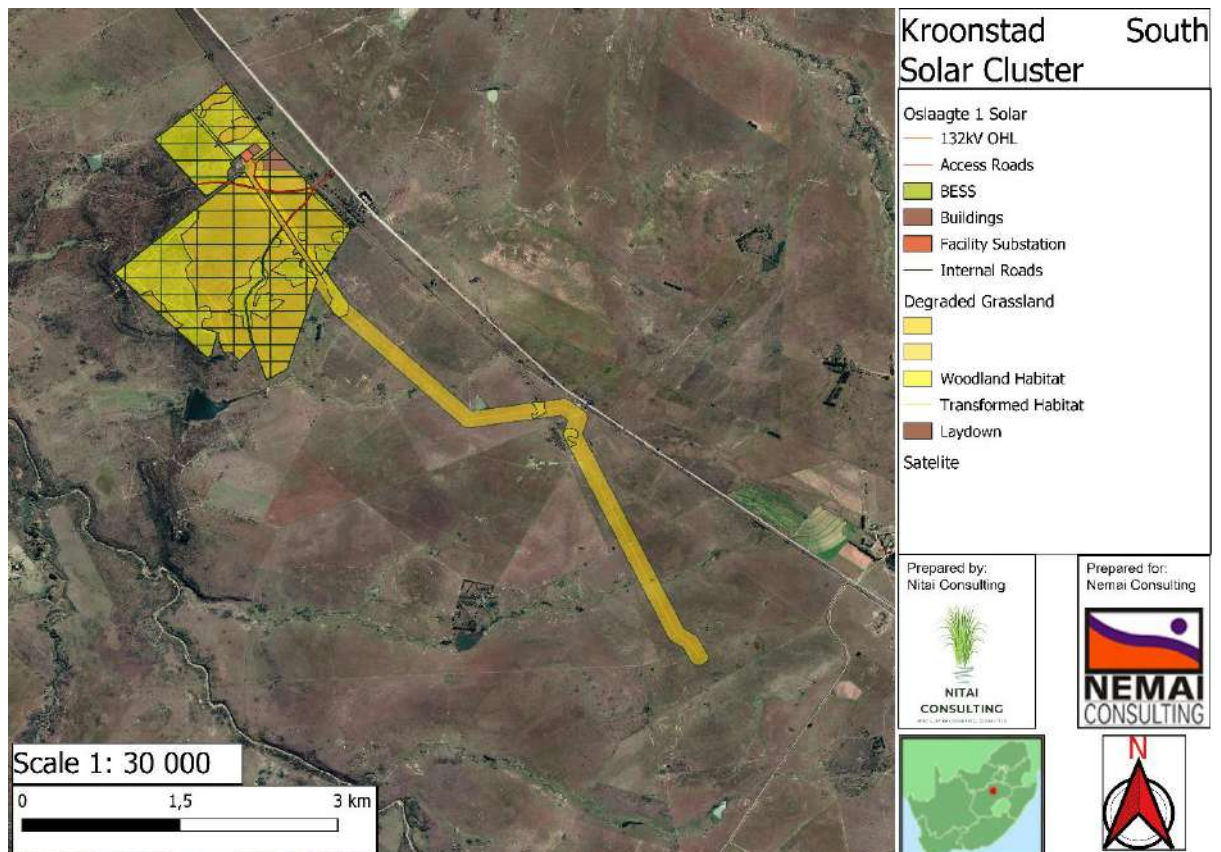 Kroonstad South
Solar Cluster
Oslaagte 1 Solar
132kV OHL
Access Roads
BESS
Buildings
Facility Substation
Internal Roads
Degraded Grassland
Woodland Habitat
Transformed Habitat
Laydown
Satelite
Prepared by:
Nitai Consulting
NITAI
CONSULTING
Prepared for:
Nemai Consulting
NEMAI
CONSULTING
N
Scale 1: 30 000
0 1,5 3 km